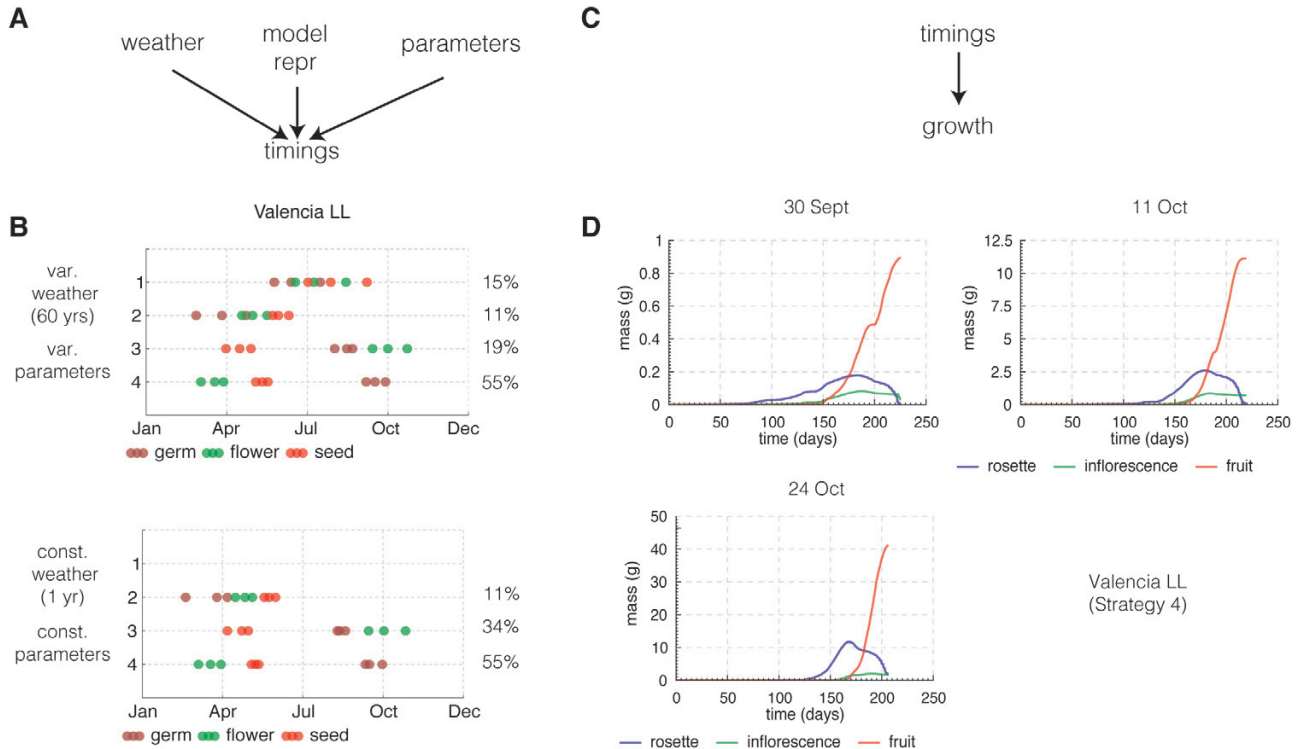 A
weather
model
repr
parameters
timings
B
Valencia LL
var.
weather
(60 yrs)
var.
parameters
1
2
3
4
15%
11%
19%
55%
Jan
Apr
Jul
Oct
Dec
germ
flower
seed
const.
weather
(1 yr)
const.
parameters
1
2
3
4
11%
34%
55%
Jan
Apr
Jul
Oct
Dec
germ
flower
seed
C
timings
growth
D
30 Sept
mass (g)
1
0.8
0.6
0.4
0.2
0
0 50 100 150 200 250
time (days)
11 Oct
mass (g)
12.5
10
7.5
5
2.5
0
0 50 100 150 200 250
time (days)
rosette
inflorescence
fruit
24 Oct
mass (g)
50
40
30
20
10
0
0 50 100 150 200 250
time (days)
rosette
inflorescence
fruit
Valencia LL
(Strategy 4)